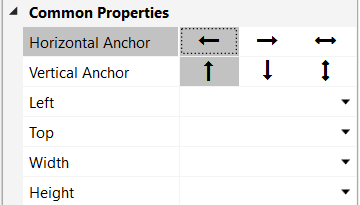 Common Properties
Horizontal Anchor
Vertical Anchor
Left
Top
Width
Height